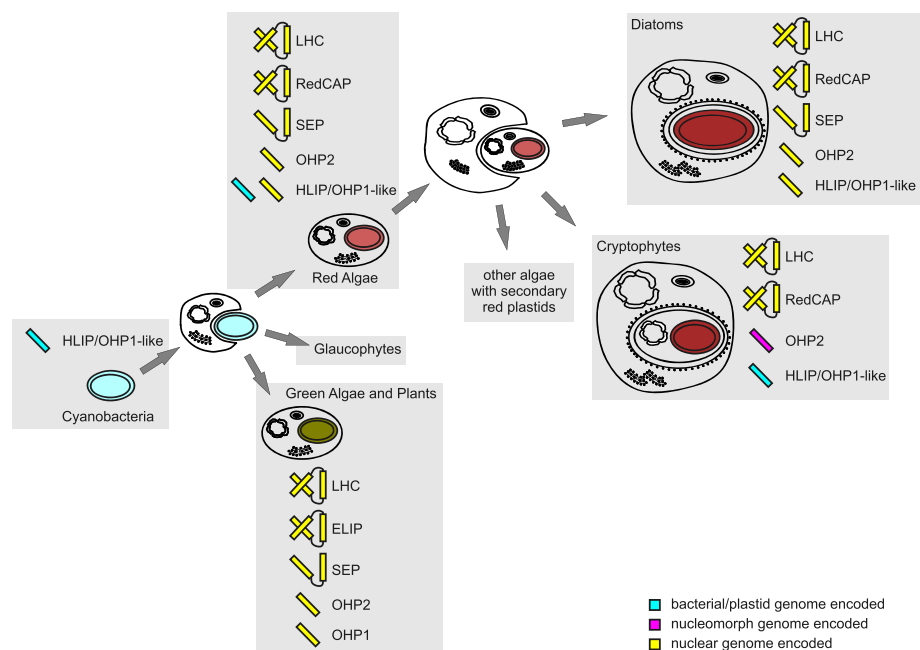 LHC
RedCAP
SEP
OHP2
HLIP/OHP1-like
Red Algae
Diatoms
LHC
RedCAP
SEP
OHP2
HLIP/OHP1-like
other algae
with secondary
red plastids
Cryptophytes
LHC
RedCAP
OHP2
HLIP/OHP1-like
HLIP/OHP1-like
Cyanobacteria
Glaucophytes
Green Algae and Plants
LHC
ELIP
SEP
OHP2
OHP1
bacterial/plastid genome encoded
nucleomorph genome encoded
nuclear genome encoded